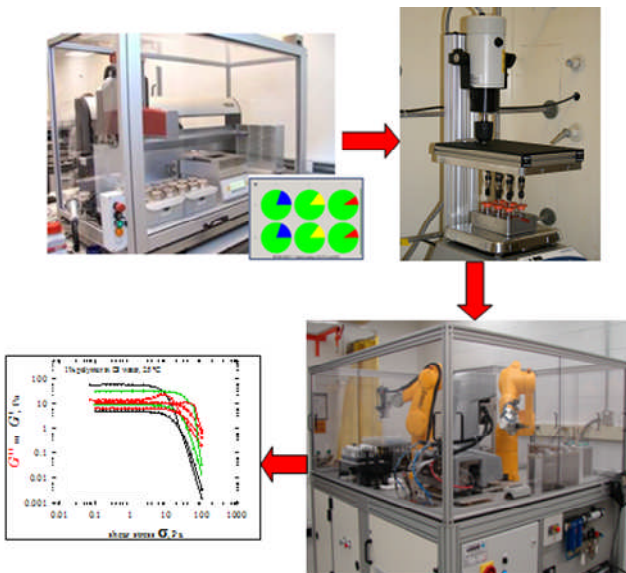 1% polymer in DI water, 25 °C
100
10
1
0.1
0.01
0.001
G'' or G', Pa
0.01 0.1 1 10 100 1000
shear stress σ, Pa